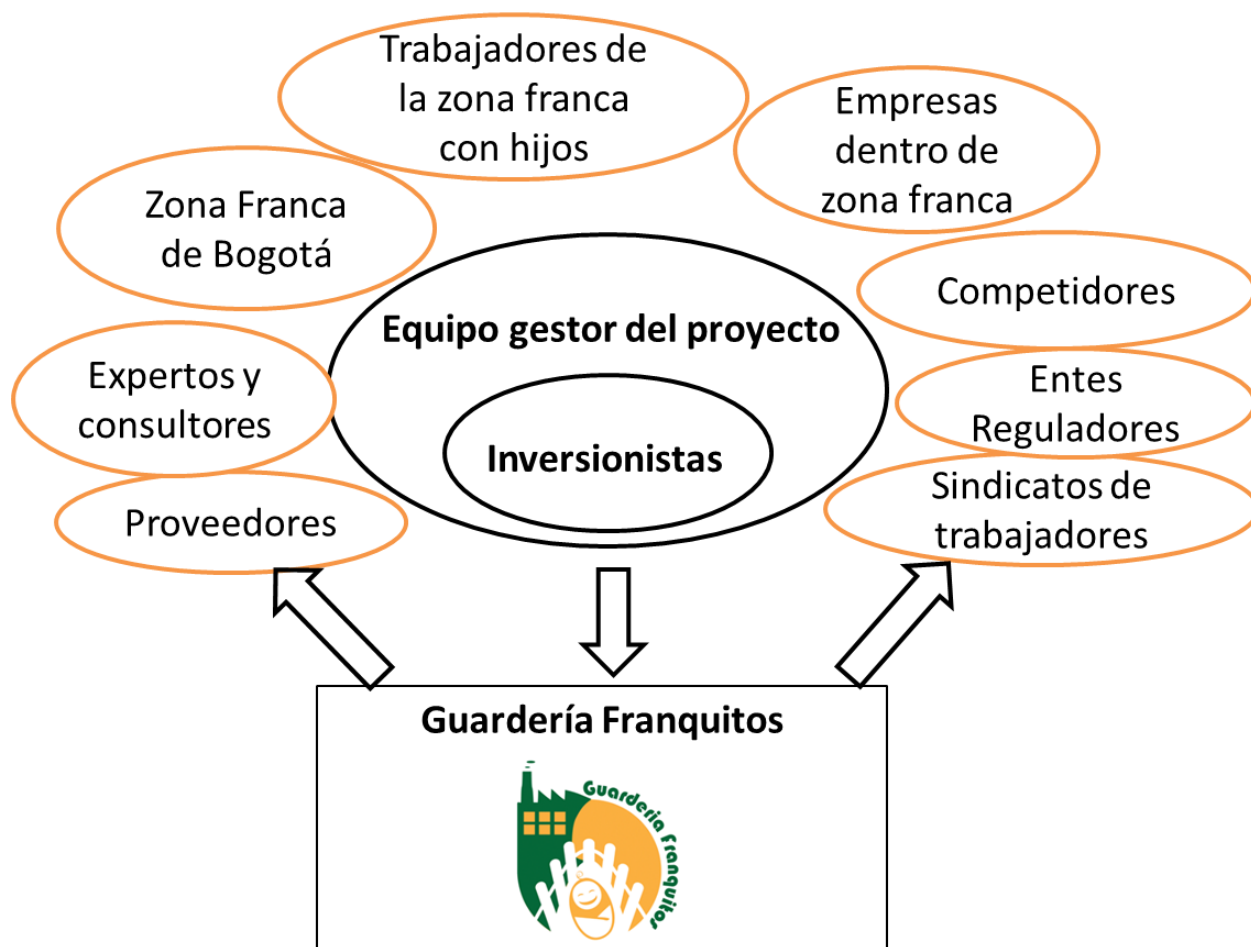 Trabajadores de
la zona franca
con hijos
Empresas
dentro de
zona franca
Zona Franca
de Bogotá
Competidores
Equipo gestor del proyecto
Expertos y
consultores
Entes
Reguladores
Inversionistas
Sindicatos de
trabajadores
Proveedores
Guardería Franquitos
Guarderia Franquitos